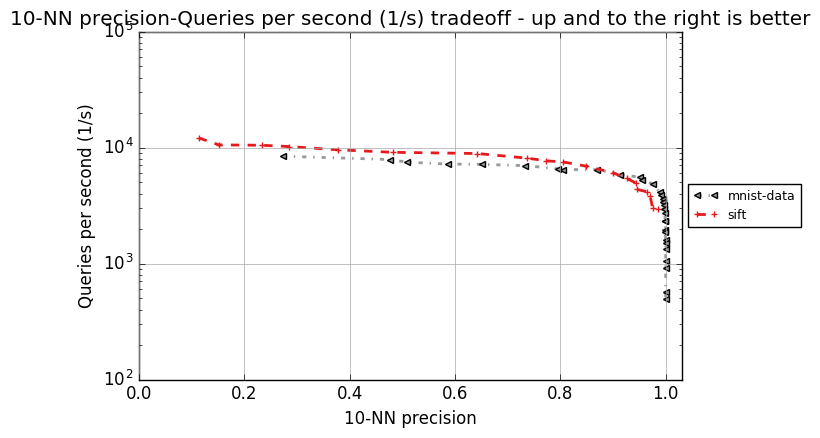 10-NN precision-Queries per second (1/s) tradeoff - up and to the right is better
Queries per second (1/s)
10⁵
10⁴
10³
10²
0.0 0.2 0.4 0.6 0.8 1.0
10-NN precision
mnist-data
sift